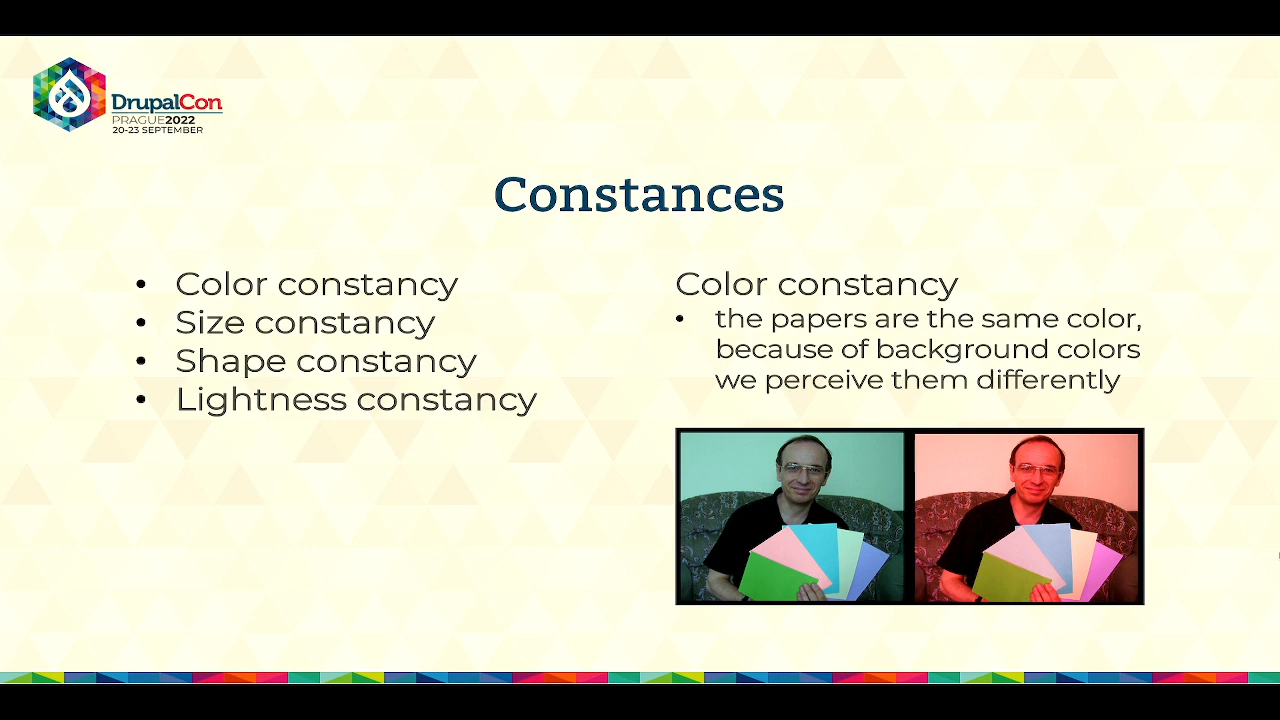 DrupalCon
PRAGUE2022
20-23 SEPTEMBER
Constances
• Color constancy
• Size constancy
• Shape constancy
• Lightness constancy
Color constancy
• the papers are the same color,
because of background colors
we perceive them differently